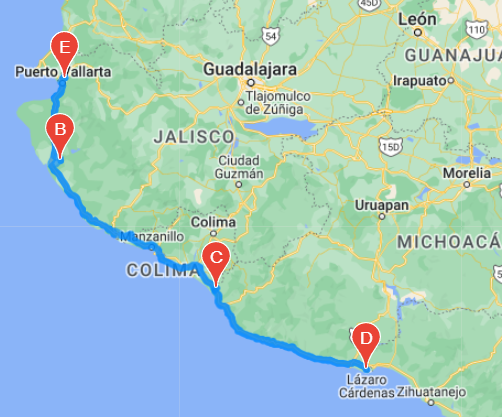 León
45D
54
E
Puerto Vallarta
GUANAJUA
Guadalajara
Irapuato
Tlajomulco
de Zúñiga
B
JALISCO
15D
Ciudad
Guzmán
Morelia
Uruapan
Colima
Manzanillo
MICHOACÁ
C
COLIMA
D
Lázaro
Cárdenas
Zihuatanejo